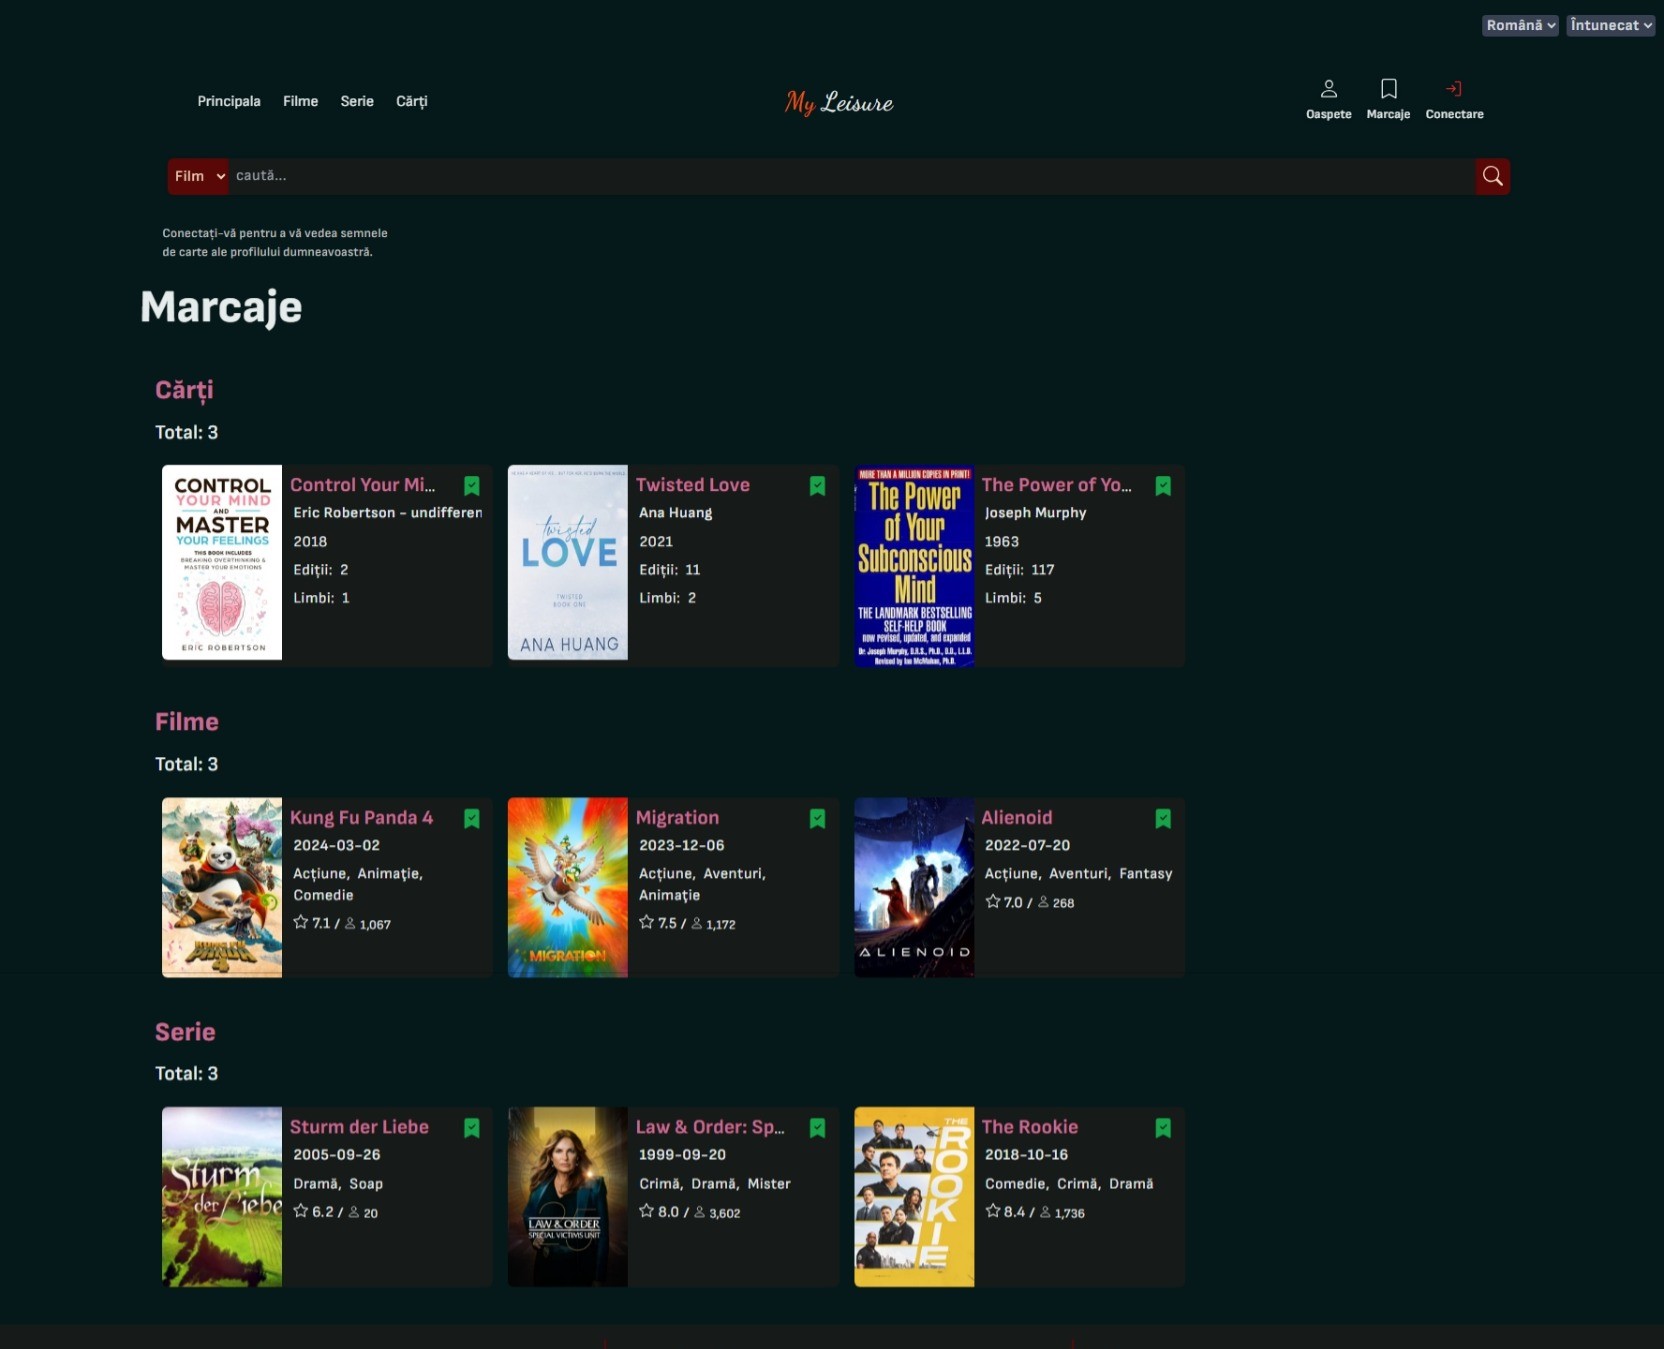 Română Întunecat
Principala Filme Serie Cărți
My Leisure
Oaspete Marcaje Conectare
Film caută...
Conectați-vă pentru a vă vedea semnele
de carte ale profilului dumneavoastră.
Marcaje
Cărți
Total: 3
CONTROL
YOUR MIND
AND
MASTER
YOUR FEELINGS
THIS BOOK INCLUDES
BREAKING OVERTHINKING &
MASTER YOUR EMOTIONS
ERIC ROBERTSON
Control Your Mi...
Eric Robertson - undifferen
2018
Ediții: 2
Limbi: 1
twisted
LOVE
TWISTED
BOOK ONE
ANA HUANG
Twisted Love
Ana Huang
2021
Ediții: 11
Limbi: 2
MORE THAN A MILLION COPIES IN PRINT!
The Power
of Your
Subconscious
Mind
THE LANDMARK BESTSELLING
SELF-HELP BOOK
now revised, updated, and expanded
Dr. Joseph Murphy, D.R.S., Ph.D., D.D., L.L.D.
Revised by Ian McMahan, Ph.D.
The Power of Yo...
Joseph Murphy
1963
Ediții: 117
Limbi: 5
Filme
Total: 3
KUNG FU
PANDA
4
Kung Fu Panda 4
2024-03-02
Acțiune, Animație,
Comedie
7.1 / 1,067
MIGRATION
Migration
2023-12-06
Acțiune, Aventuri,
Animație
7.5 / 1,172
ALIENOID
Alienoid
2022-07-20
Acțiune, Aventuri, Fantasy
7.0 / 268
Serie
Total: 3
Sturm
der Liebe
Sturm der Liebe
2005-09-26
Dramă, Soap
6.2 / 20
LAW & ORDER
SPECIAL VICTIMS UNIT
Law & Order: Sp...
1999-09-20
Crimă, Dramă, Mister
8.0 / 3,602
THE
ROOKIE
The Rookie
2018-10-16
Comedie, Crimă, Dramă
8.4 / 1,736